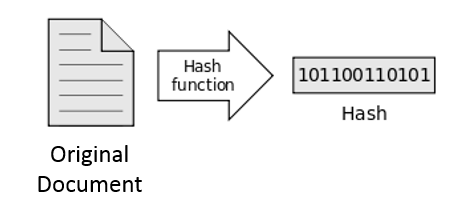 Original
Document
Hash
function
101100110101
Hash